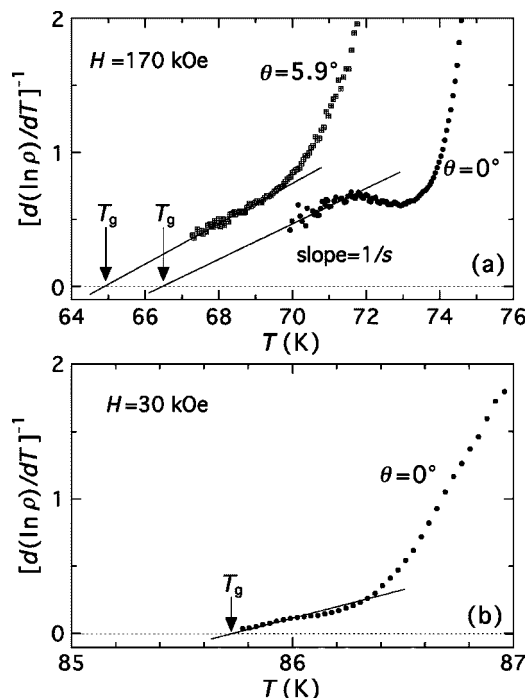 [d(ln ρ)/dT]⁻¹
2
1
0
H=170 kOe
θ=5.9°
θ=0°
Tg
Tg
slope=1/s
(a)
64 66 68 70 72 74 76
T (K)
[d(ln ρ)/dT]⁻¹
2
1
0
H=30 kOe
θ=0°
Tg
(b)
85 86 87
T (K)